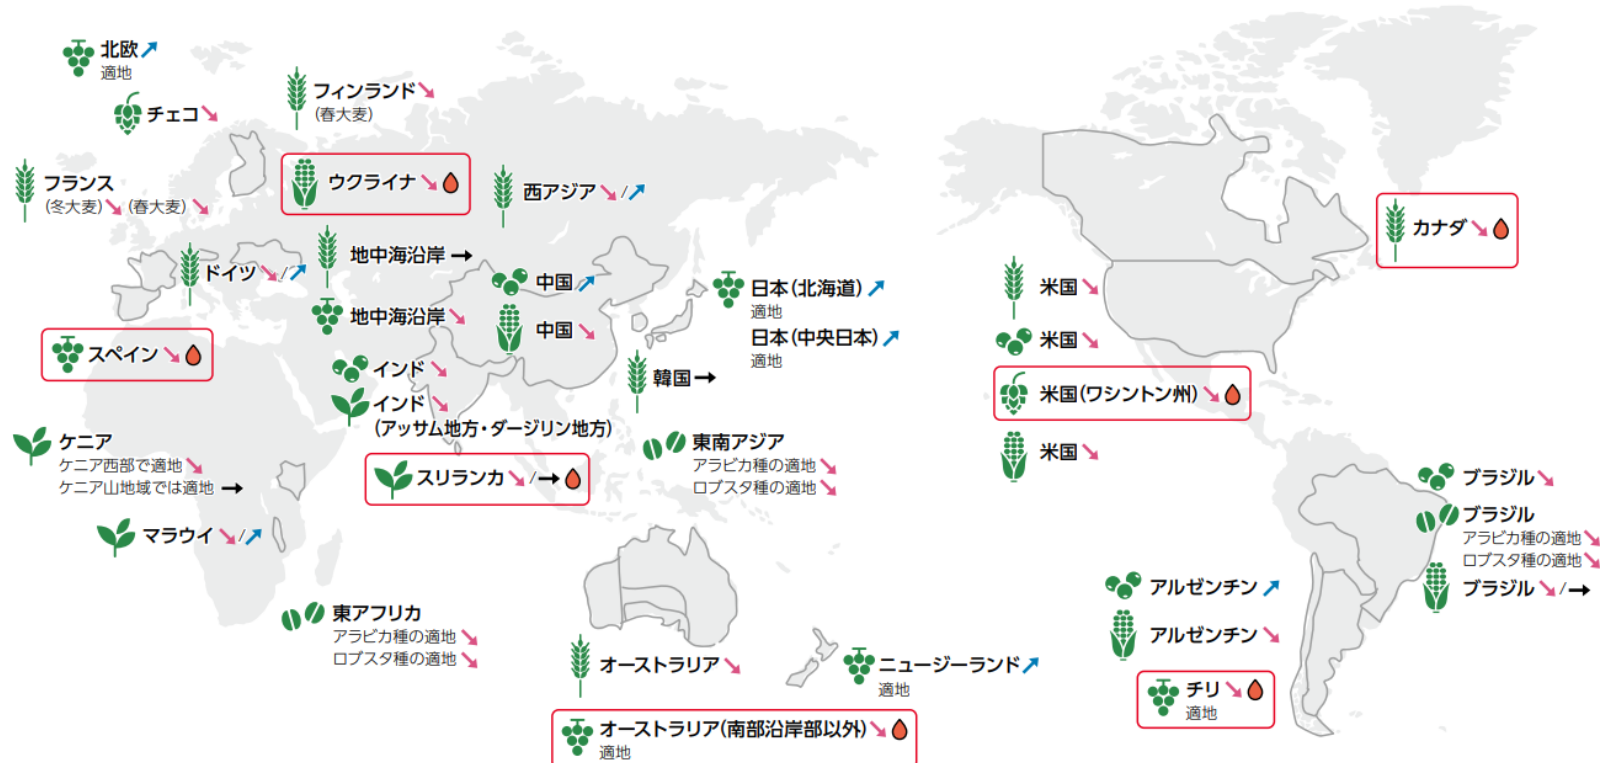 北欧
適地
チェコ
フィンランド
(春大麦)
フランス
(冬大麦) (春大麦)
ウクライナ
西アジア /
ドイツ /
地中海沿岸
地中海沿岸
中国
中国
スペイン
インド
インド
(アッサム地方・ダージリン地方)
スリランカ /
日本(北海道)
適地
日本(中央日本)
適地
韓国
東南アジア
アラビカ種の適地
ロブスタ種の適地
ケニア
ケニア西部で適地
ケニア山地域では適地
マラウイ /
東アフリカ
アラビカ種の適地
ロブスタ種の適地
オーストラリア
オーストラリア(南部沿岸部以外)
適地
ニュージーランド
適地
カナダ
米国
米国
米国(ワシントン州)
米国
ブラジル
ブラジル
アラビカ種の適地
ロブスタ種の適地
ブラジル /
アルゼンチン
アルゼンチン
チリ
適地